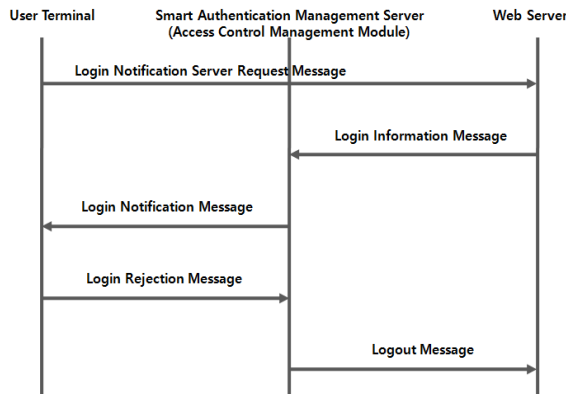 User Terminal
Smart Authentication Management Server
(Access Control Management Module)
Web Server
Login Notification Server Request Message
Login Information Message
Login Notification Message
Login Rejection Message
Logout Message